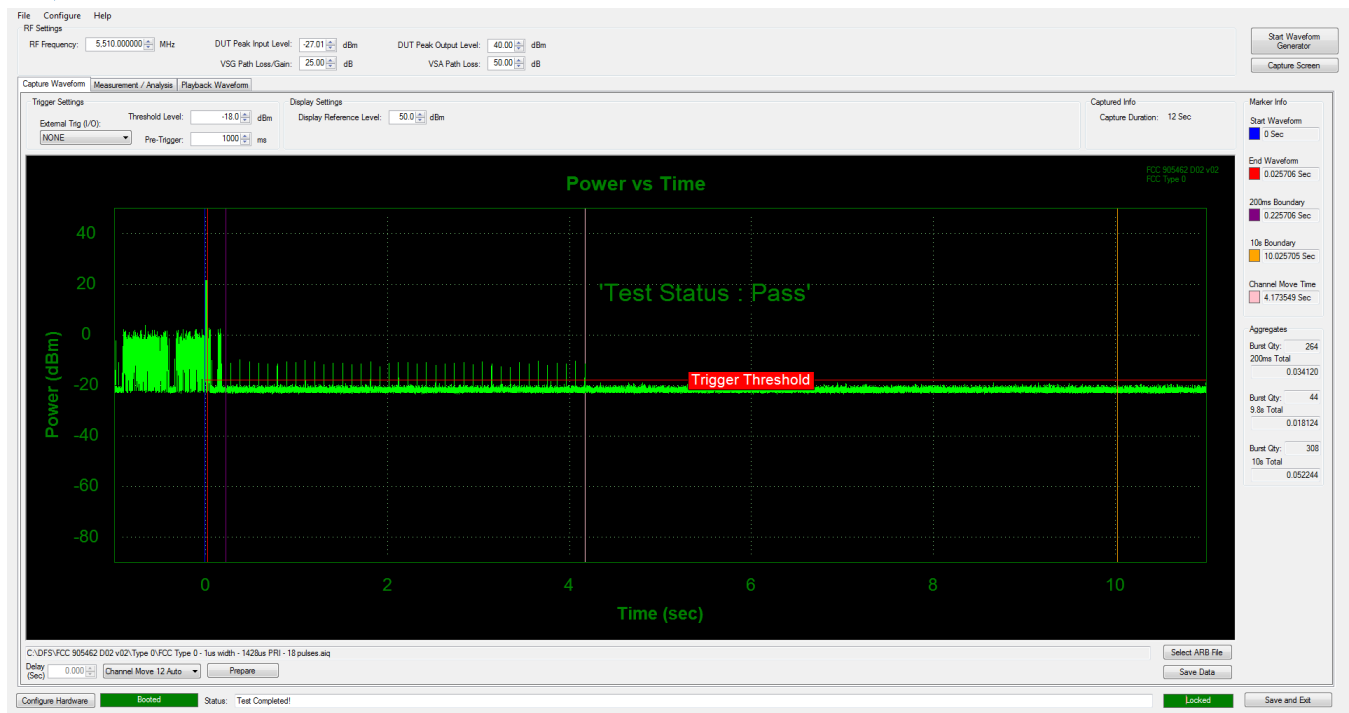 File Configure Help
RF Settings
RF Frequency: 5,510.000000 MHz DUT Peak Input Level: -27.01 dBm DUT Peak Output Level: 40.00 dBm
VSG Path Loss/Gain: 25.00 dB VSA Path Loss: 50.00 dB
Start Waveform
Generator
Capture Screen
Capture Waveform Measurement / Analysis Playback Waveform
Trigger Settings
External Trig (I/O):
NONE
Threshold Level: -18.0 dBm
Pre-Trigger: 1000 ms
Display Settings
Display Reference Level: 50.0 dBm
Captured Info
Capture Duration: 12 Sec
Power vs Time
FCC 905462 D02 v02
FCC Type 0
'Test Status : Pass'
Trigger Threshold
Power (dBm)
40
20
0
-20
-40
-60
-80
0 2 4 6 8 10
Time (sec)
Marker Info
Start Waveform
0 Sec
End Waveform
0.025706 Sec
200ms Boundary
0.225706 Sec
10s Boundary
10.025705 Sec
Channel Move Time
4.173549 Sec
Aggregates
Burst Qty: 264
200ms Total
0.034120
Burst Qty: 44
9.8s Total
0.018124
Burst Qty: 308
10s Total
0.052244
C:\DFS\FCC 905462 D02 v02\Type 0\FCC Type 0 - 1us width - 1428us PRI - 18 pulses.aiq
Select ARB File
Delay
(Sec) 0.000 Channel Move 12 Auto Prepare
Save Data
Configure Hardware Booted Status: Test Completed! Locked Save and Exit